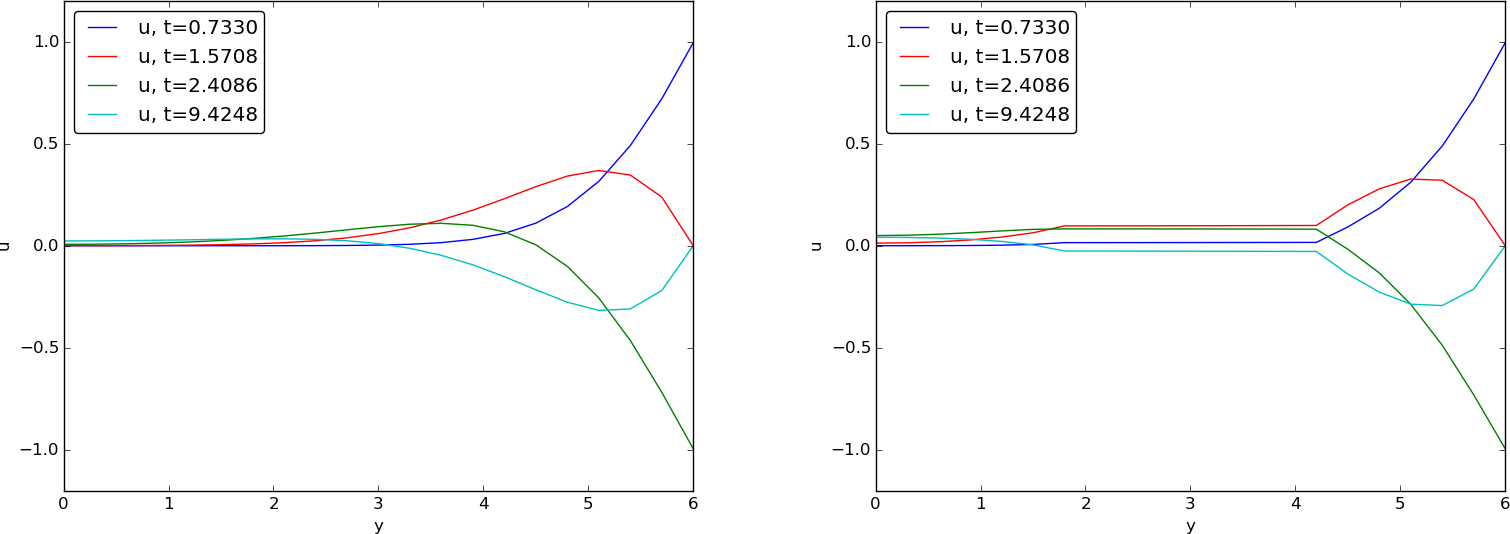 u, t=0.7330
u, t=1.5708
u, t=2.4086
u, t=9.4248
1.0
0.5
0.0
−0.5
−1.0
u
0 1 2 3 4 5 6
y
u, t=0.7330
u, t=1.5708
u, t=2.4086
u, t=9.4248
1.0
0.5
0.0
−0.5
−1.0
u
0 1 2 3 4 5 6
y